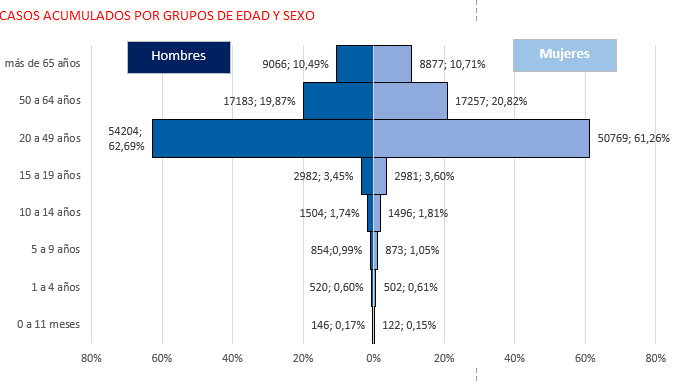 CASOS ACUMULADOS POR GRUPOS DE EDAD Y SEXO
Hombres
Mujeres
más de 65 años
9066; 10,49%
8877; 10,71%
50 a 64 años
17183; 19,87%
17257; 20,82%
20 a 49 años
54204;
62,69%
50769; 61,26%
15 a 19 años
2982; 3,45%
2981; 3,60%
10 a 14 años
1504; 1,74%
1496; 1,81%
5 a 9 años
854;0,99%
873; 1,05%
1 a 4 años
520; 0,60%
502; 0,61%
0 a 11 meses
146; 0,17%
122; 0,15%
80%
60%
40%
20%
0%
20%
40%
60%
80%